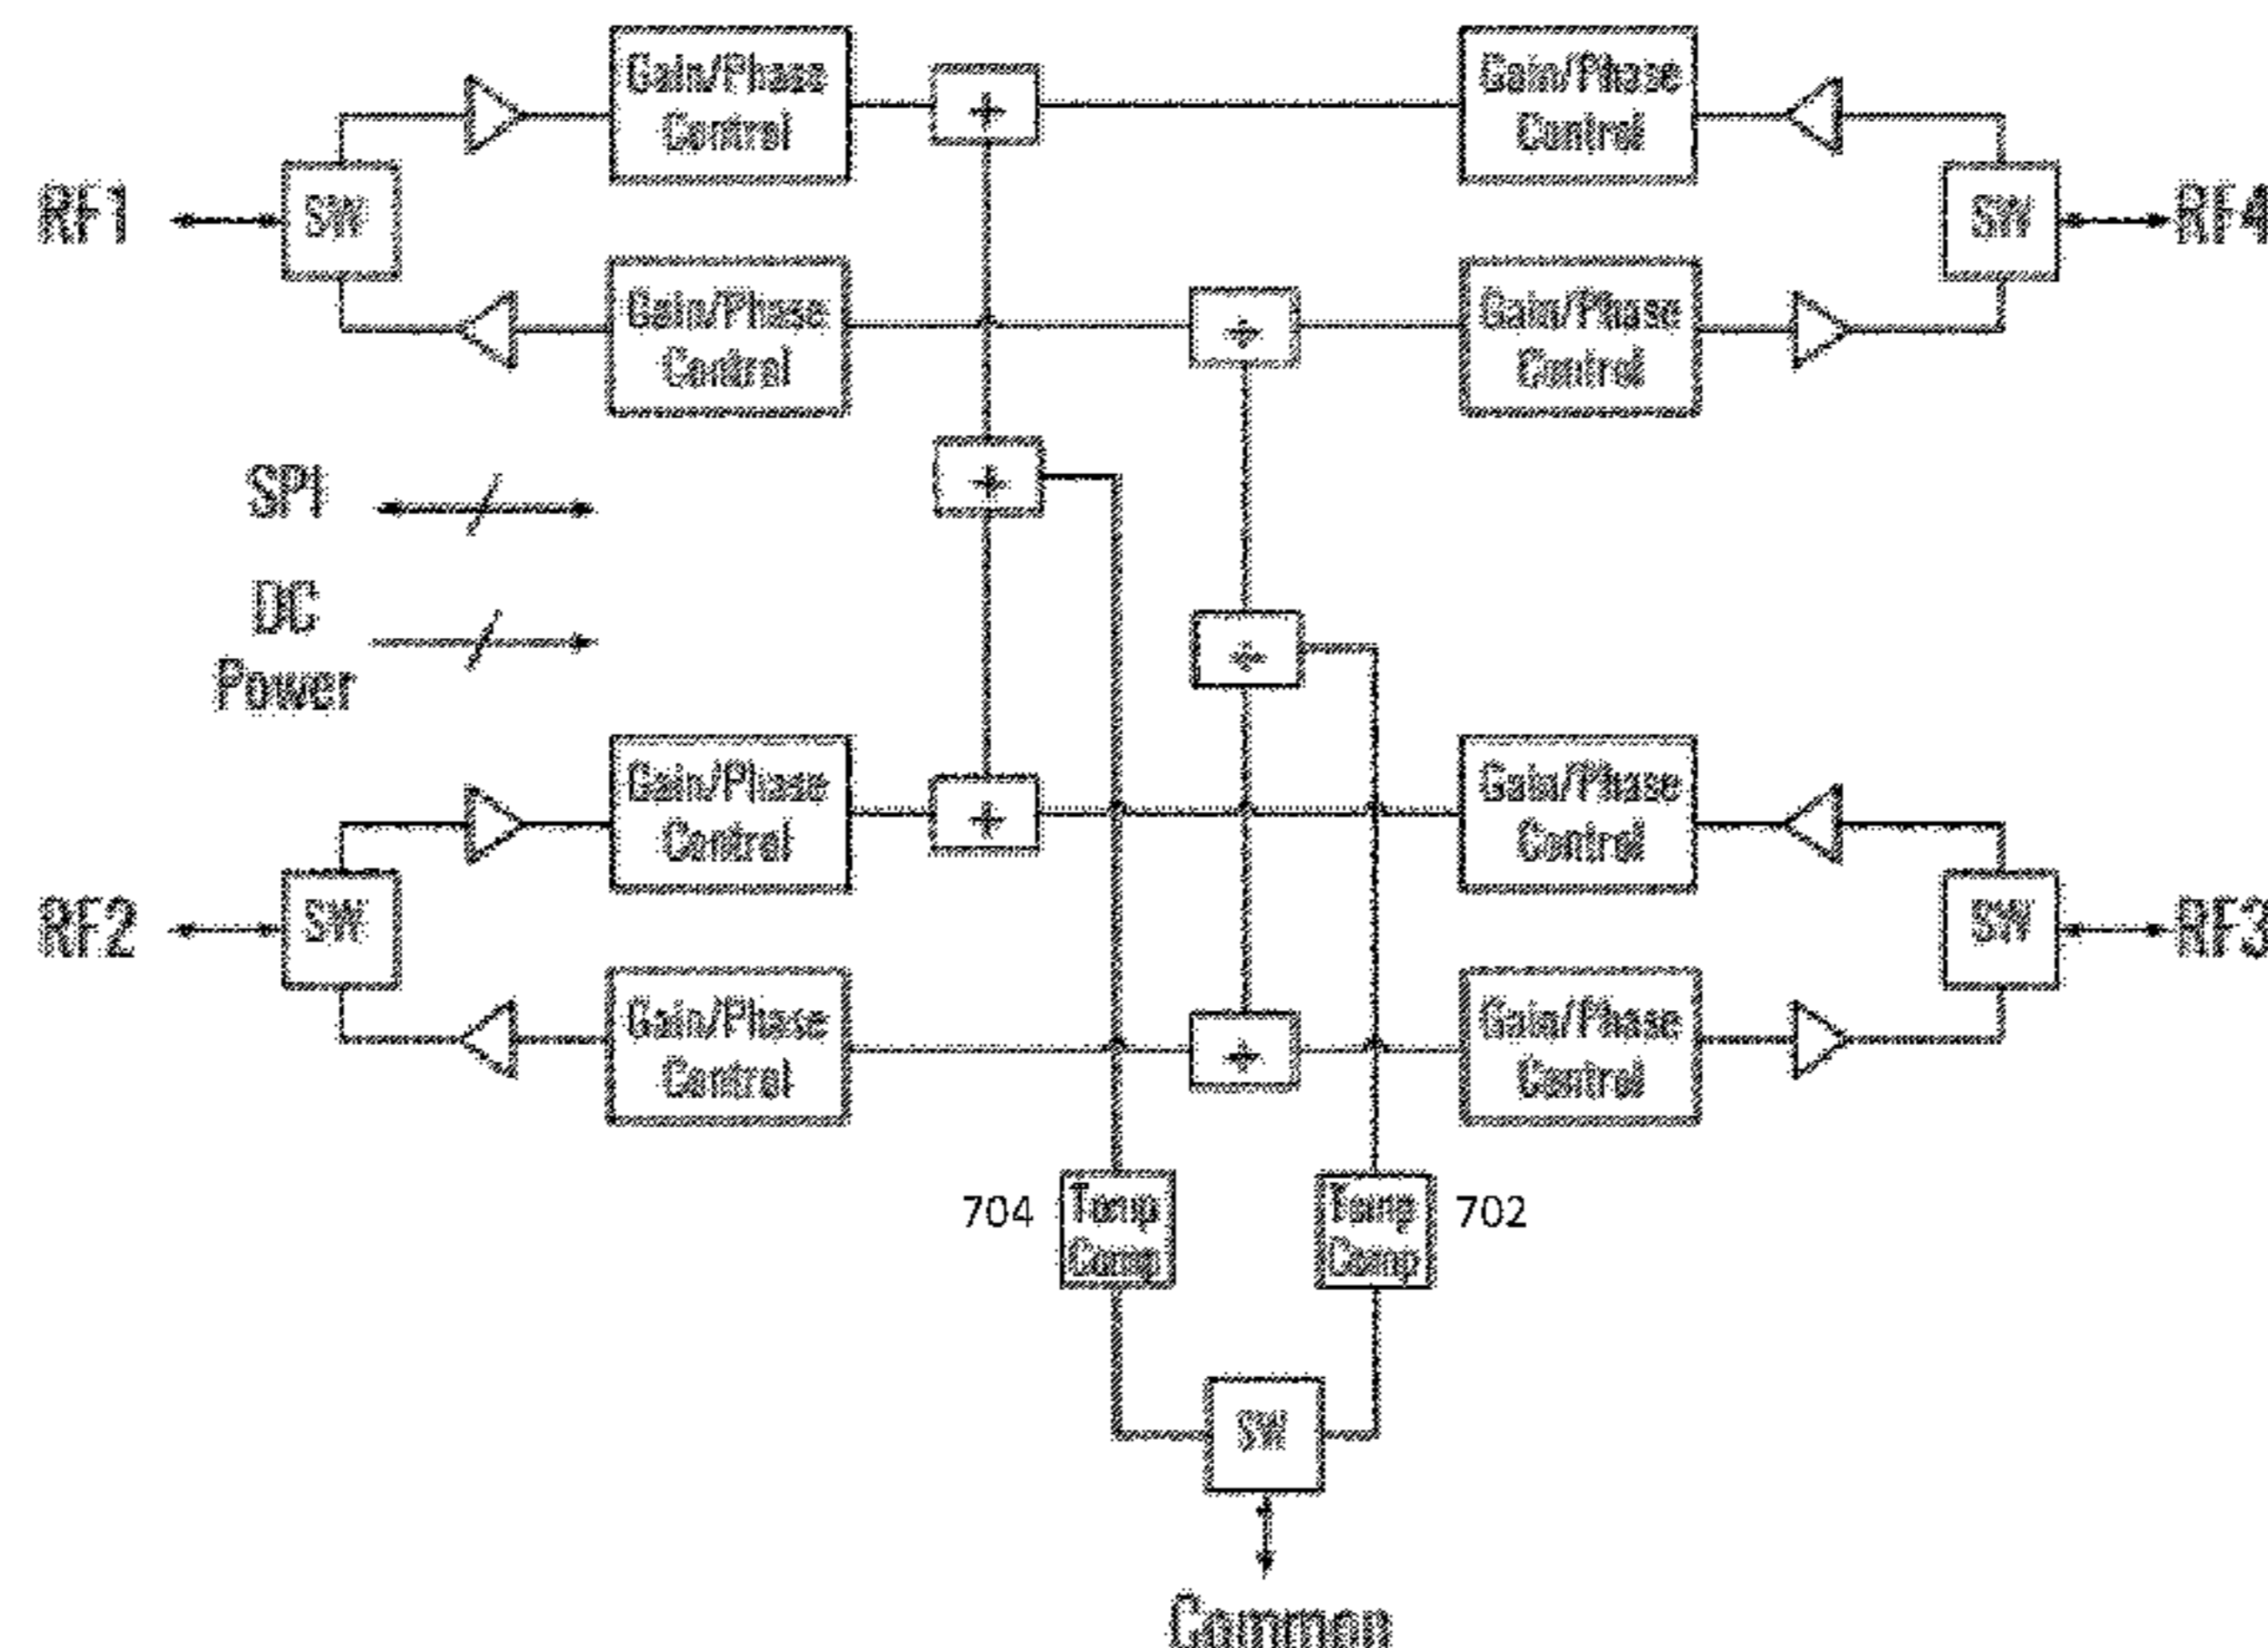 Gain/Phase
Control
+
Gain/Phase
Control
RF1
SW
SW
RF4
Gain/Phase
Control
÷
Gain/Phase
Control
SPI
+
DC
Power
÷
Gain/Phase
Control
+
Gain/Phase
Control
RF2
SW
SW
RF3
Gain/Phase
Control
÷
Gain/Phase
Control
704
Temp
Comp
Temp
Comp
702
SW
Common